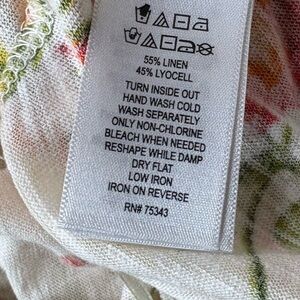 55% LINEN
45% LYOCELL
TURN INSIDE OUT
HAND WASH COLD
WASH SEPARATELY
ONLY NON-CHLORINE
BLEACH WHEN NEEDED
RESHAPE WHILE DAMP
DRY FLAT
LOW IRON
IRON ON REVERSE
RN# 75343